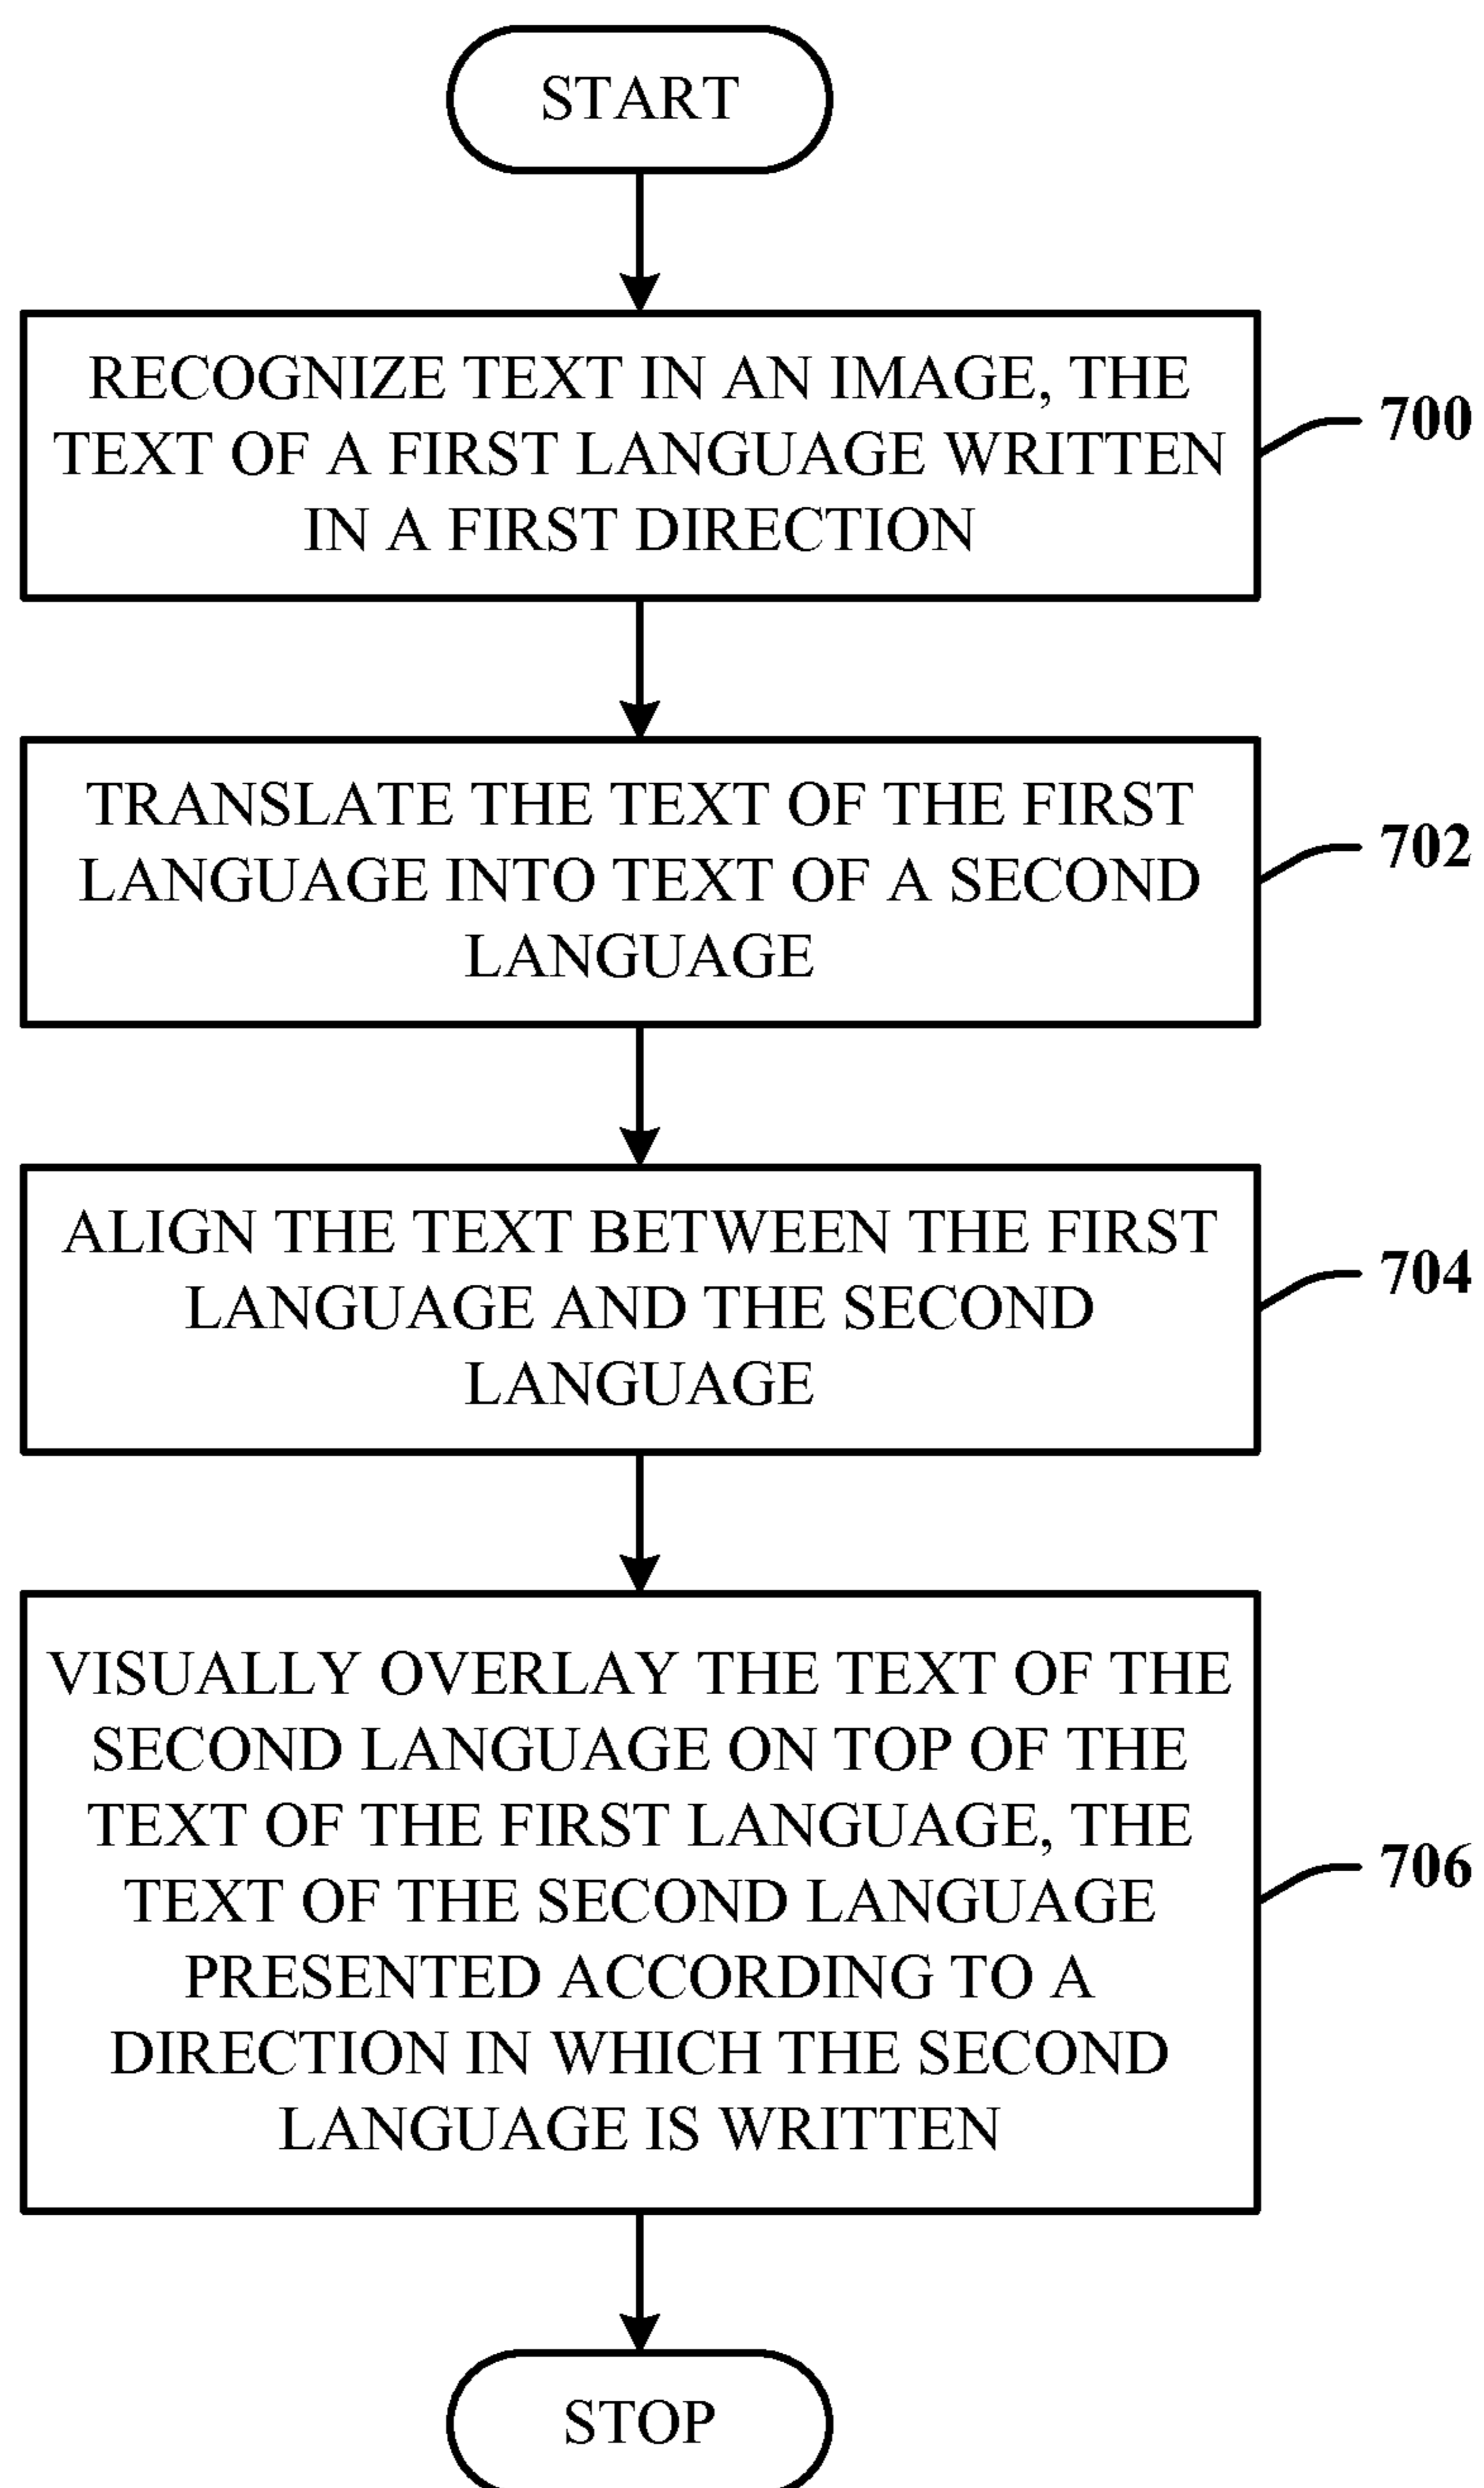 START
RECOGNIZE TEXT IN AN IMAGE, THE
TEXT OF A FIRST LANGUAGE WRITTEN
IN A FIRST DIRECTION
700
TRANSLATE THE TEXT OF THE FIRST
LANGUAGE INTO TEXT OF A SECOND
LANGUAGE
702
ALIGN THE TEXT BETWEEN THE FIRST
LANGUAGE AND THE SECOND
LANGUAGE
704
VISUALLY OVERLAY THE TEXT OF THE
SECOND LANGUAGE ON TOP OF THE
TEXT OF THE FIRST LANGUAGE, THE
TEXT OF THE SECOND LANGUAGE
PRESENTED ACCORDING TO A
DIRECTION IN WHICH THE SECOND
LANGUAGE IS WRITTEN
706
STOP